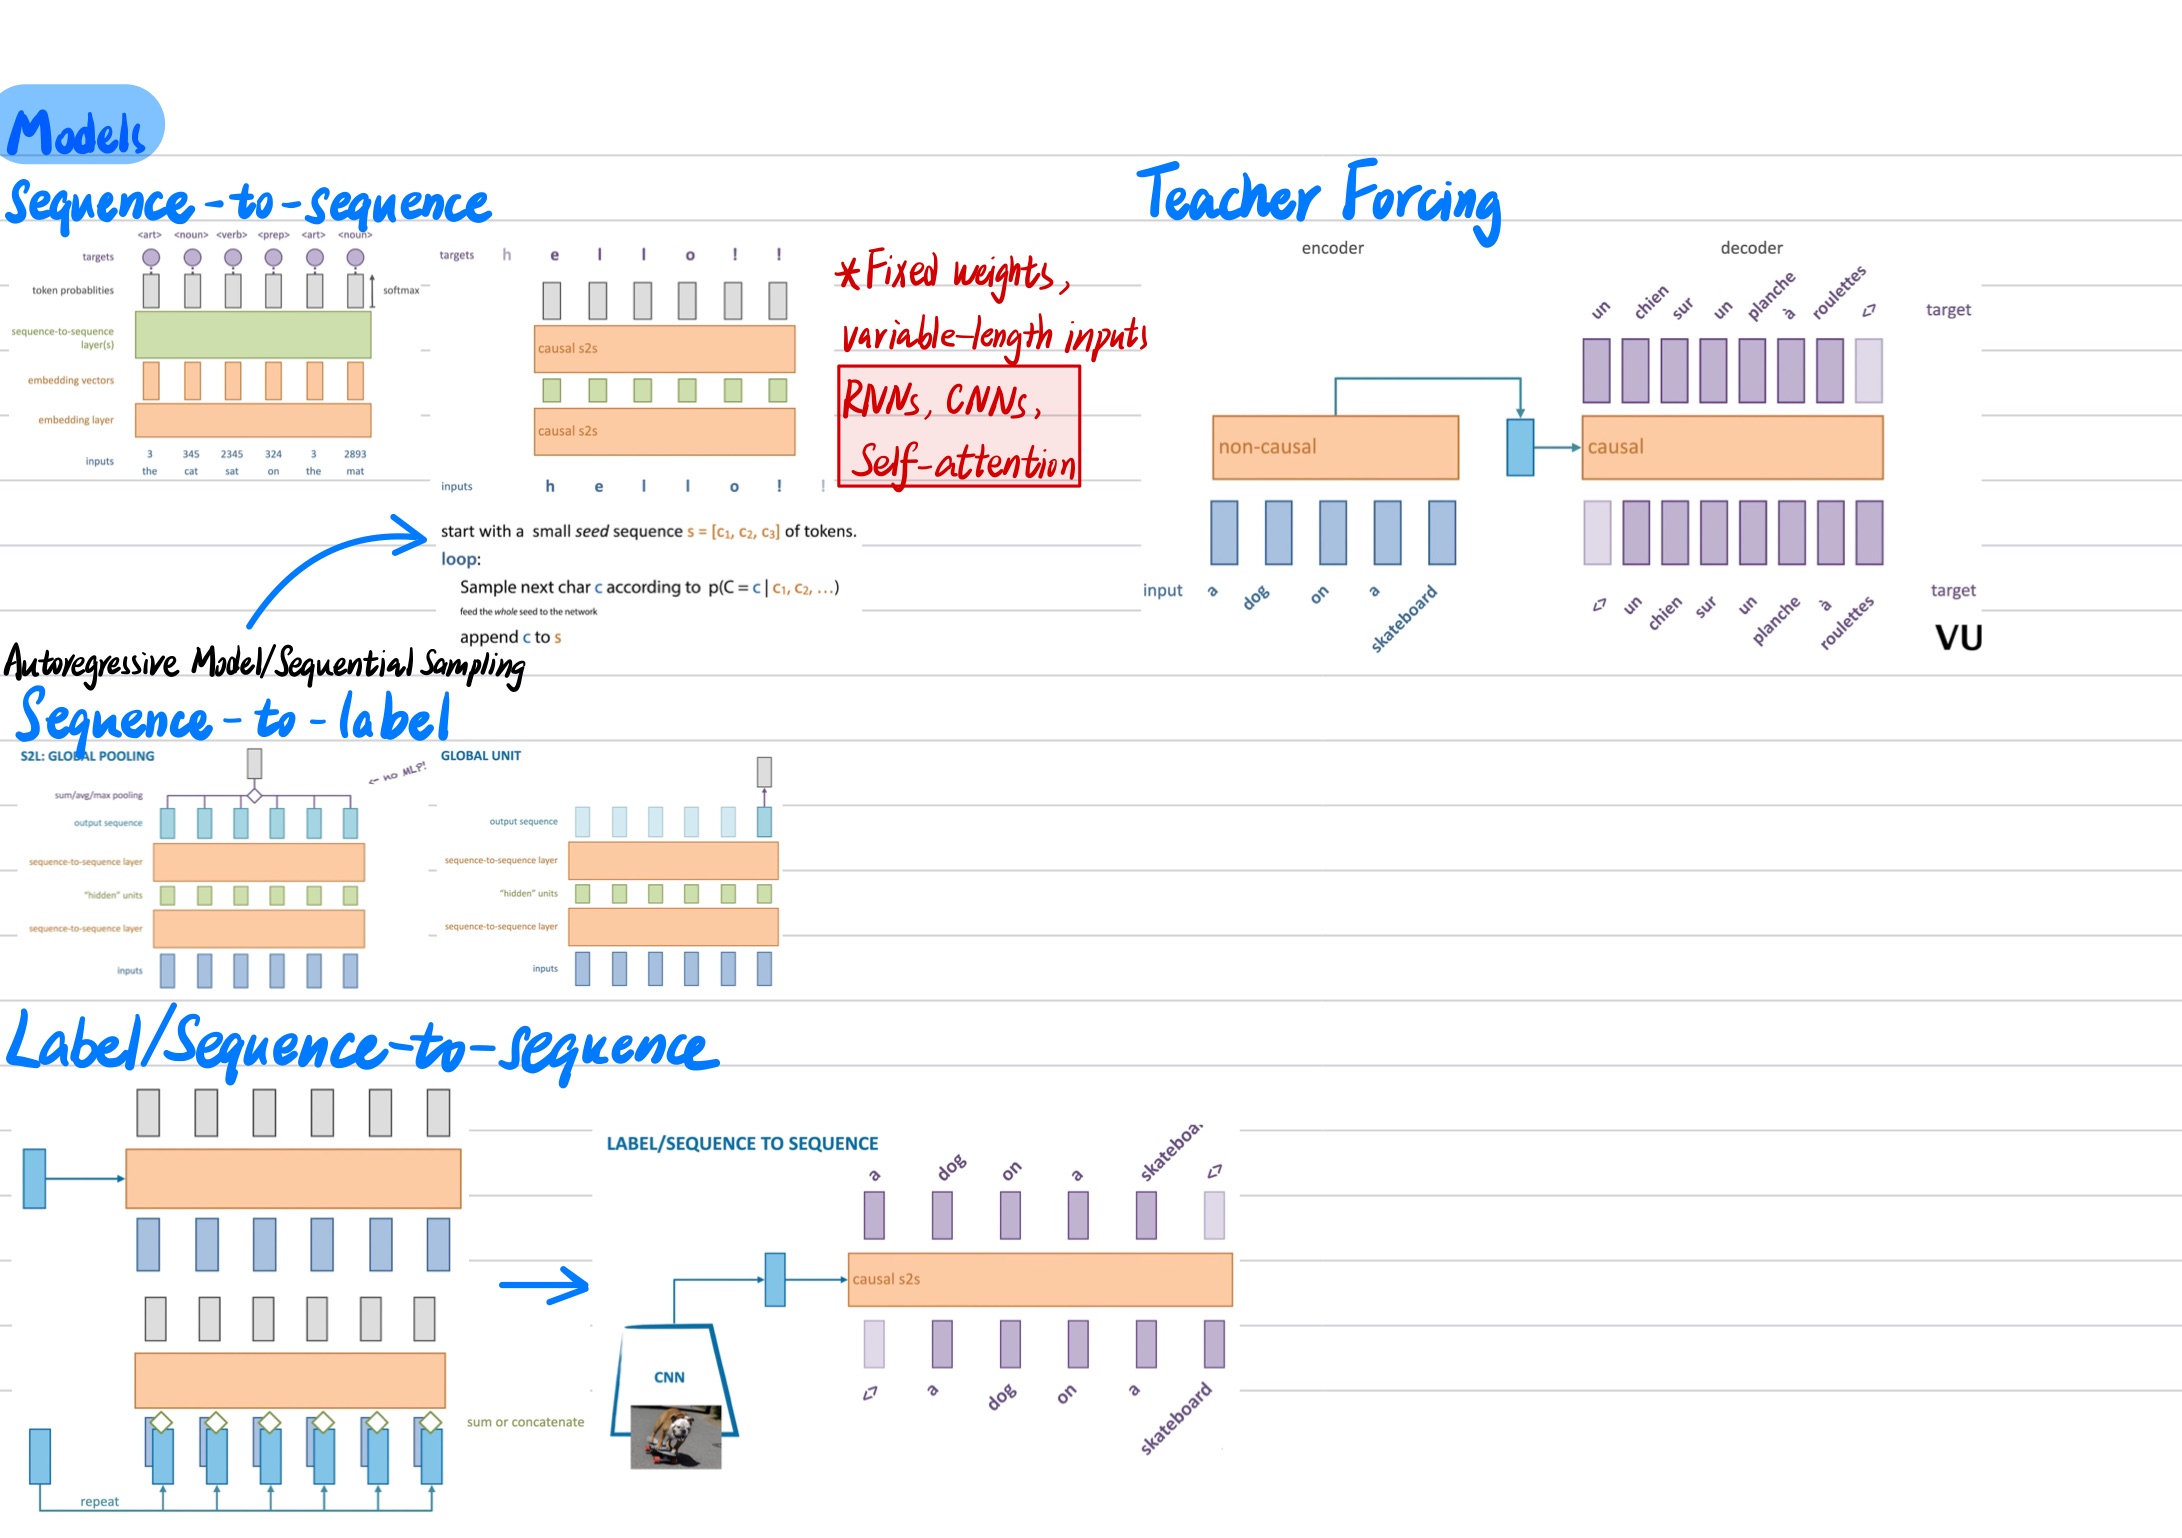 Models
Sequence-to-sequence
<art> <noun> <verb> <prep> <art> <noun>
targets
token probablities
softmax
sequence-to-sequence
layer(s)
embedding vectors
embedding layer
inputs
3 345 2345 324 3 2893
the cat sat on the mat
targets h e l l o ! !
causal s2s
causal s2s
inputs h e l l o ! !
*Fixed weights,
variable-length inputs
RNNs, CNNs,
Self-attention
start with a small seed sequence s = [c₁, c₂, c₃] of tokens.
loop:
Sample next char c according to p(C = c | c₁, c₂, …)
feed the whole seed to the network
append c to s
Autoregressive Model/Sequential Sampling
Teacher Forcing
encoder
decoder
un chien sur un planche à roulettes <>
target
non-causal
causal
input
a dog on a skateboard
<> un chien sur un planche à roulettes
target
VU
Sequence-to-label
S2L: GLOBAL POOLING
← no MLP!
sum/avg/max pooling
output sequence
sequence-to-sequence layer
"hidden" units
sequence-to-sequence layer
inputs
GLOBAL UNIT
output sequence
sequence-to-sequence layer
"hidden" units
sequence-to-sequence layer
inputs
Label/Sequence-to-sequence
sum or concatenate
repeat
LABEL/SEQUENCE TO SEQUENCE
a dog on a skateboar <>
causal s2s
CNN
<> a dog on a skateboard